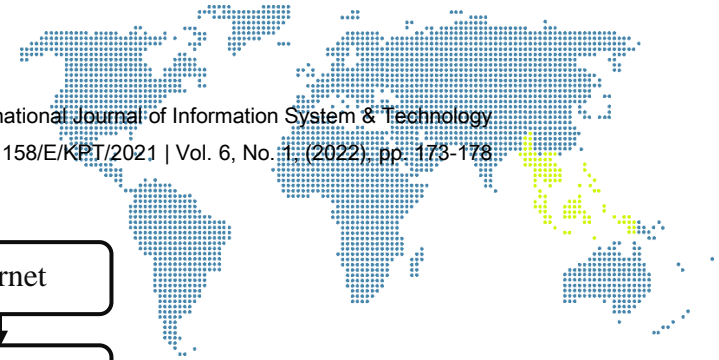 national Journal of Information System & Technology
158/E/KPT/2021 | Vol. 6, No. 1, (2022), pp. 173-178
rnet